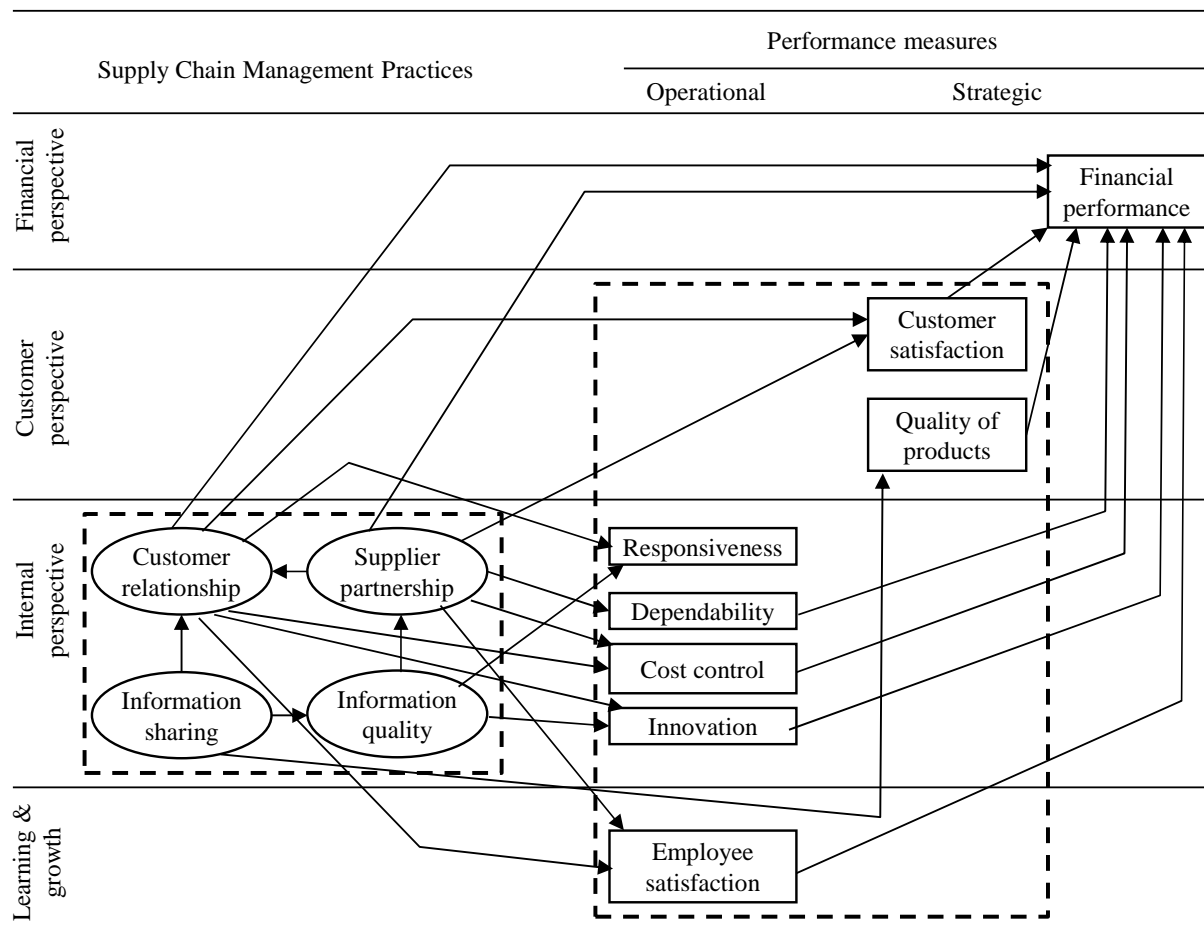 Performance measures
Supply Chain Management Practices
Operational
Strategic
Financial
perspective
Financial
performance
Customer
perspective
Customer
satisfaction
Quality of
products
Internal
perspective
Customer
relationship
Supplier
partnership
Responsiveness
Dependability
Cost control
Information
sharing
Information
quality
Innovation
Learning &
growth
Employee
satisfaction